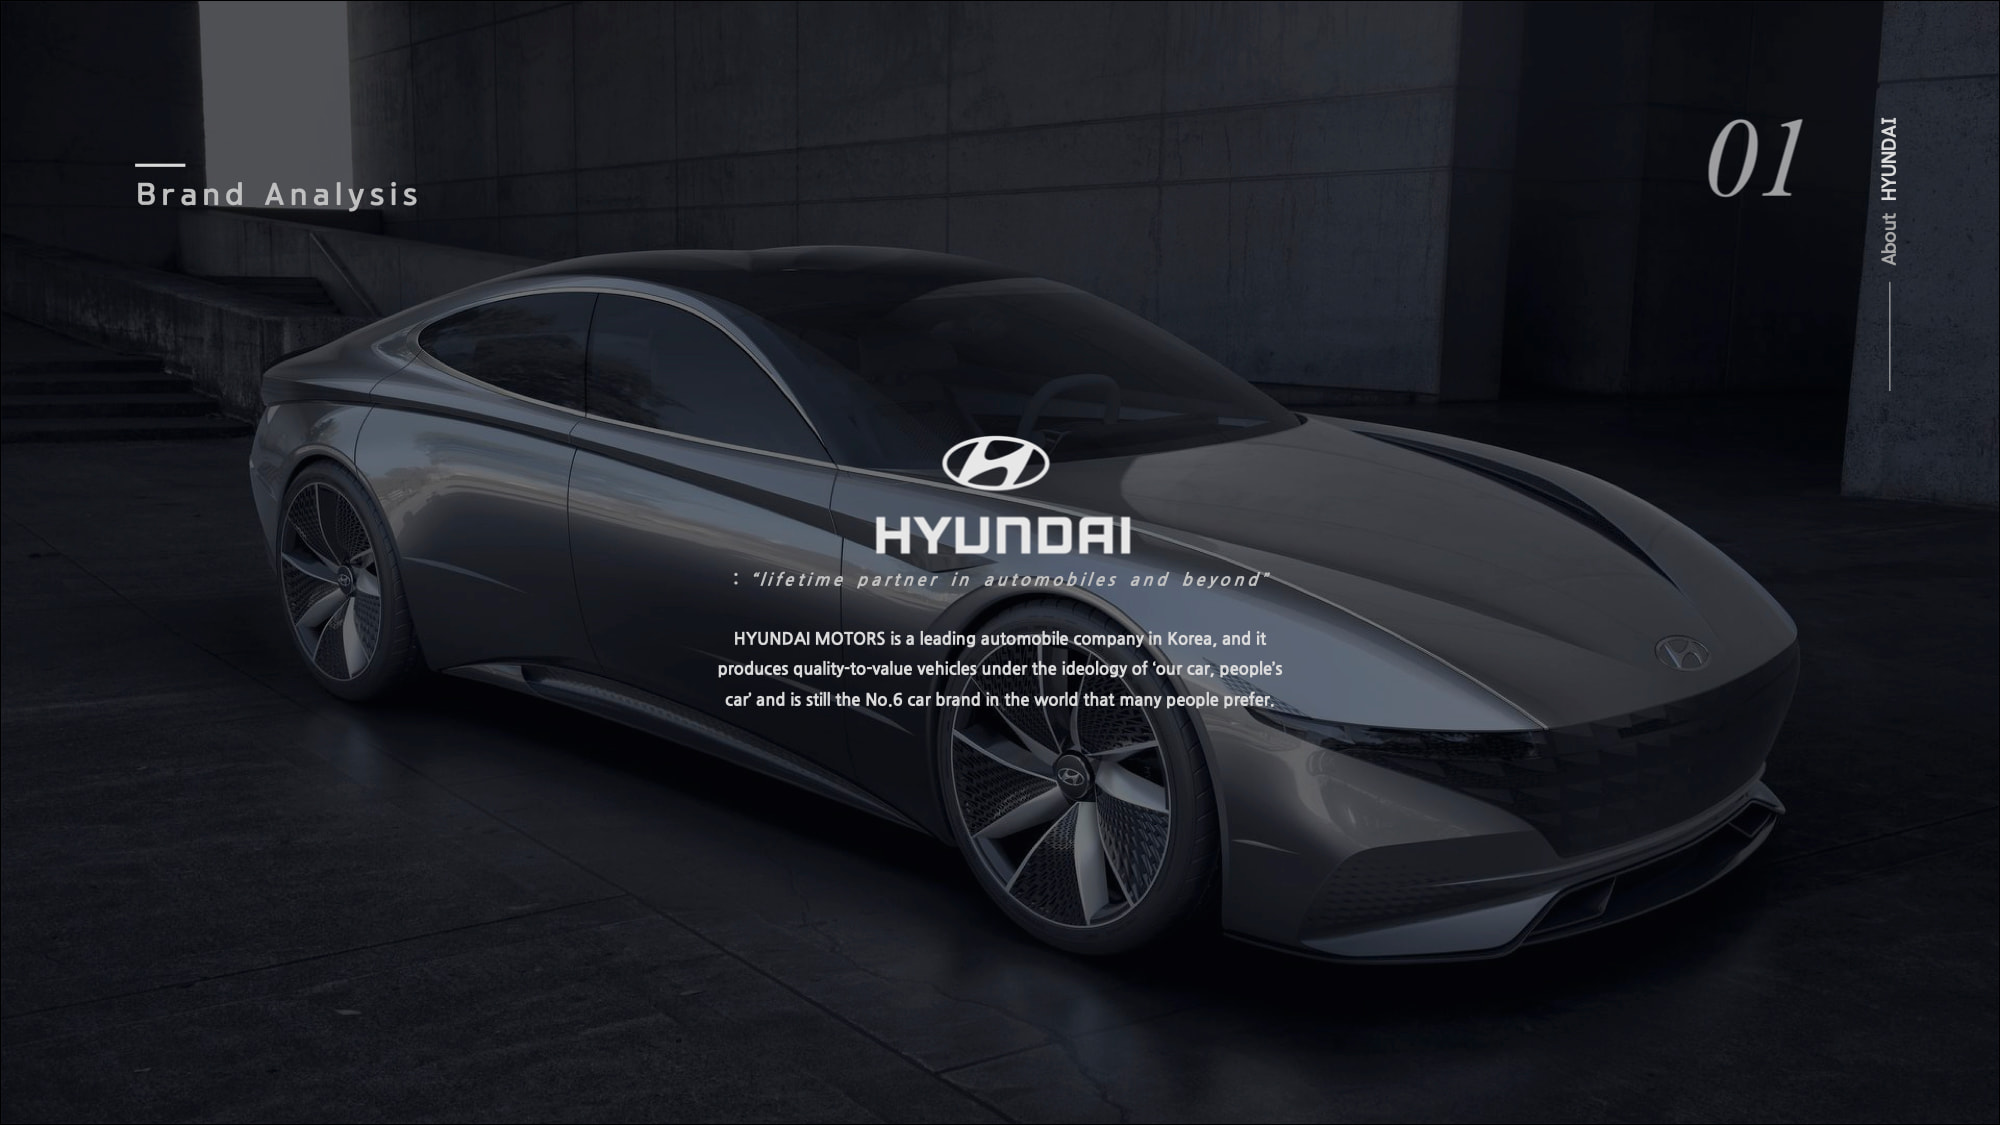 Brand Analysis
01
About HYUNDAI
HYUNDAI
: “lifetime partner in automobiles and beyond”
HYUNDAI MOTORS is a leading automobile company in Korea, and it
produces quality-to-value vehicles under the ideology of ‘our car, people’s
car’ and is still the No.6 car brand in the world that many people prefer.